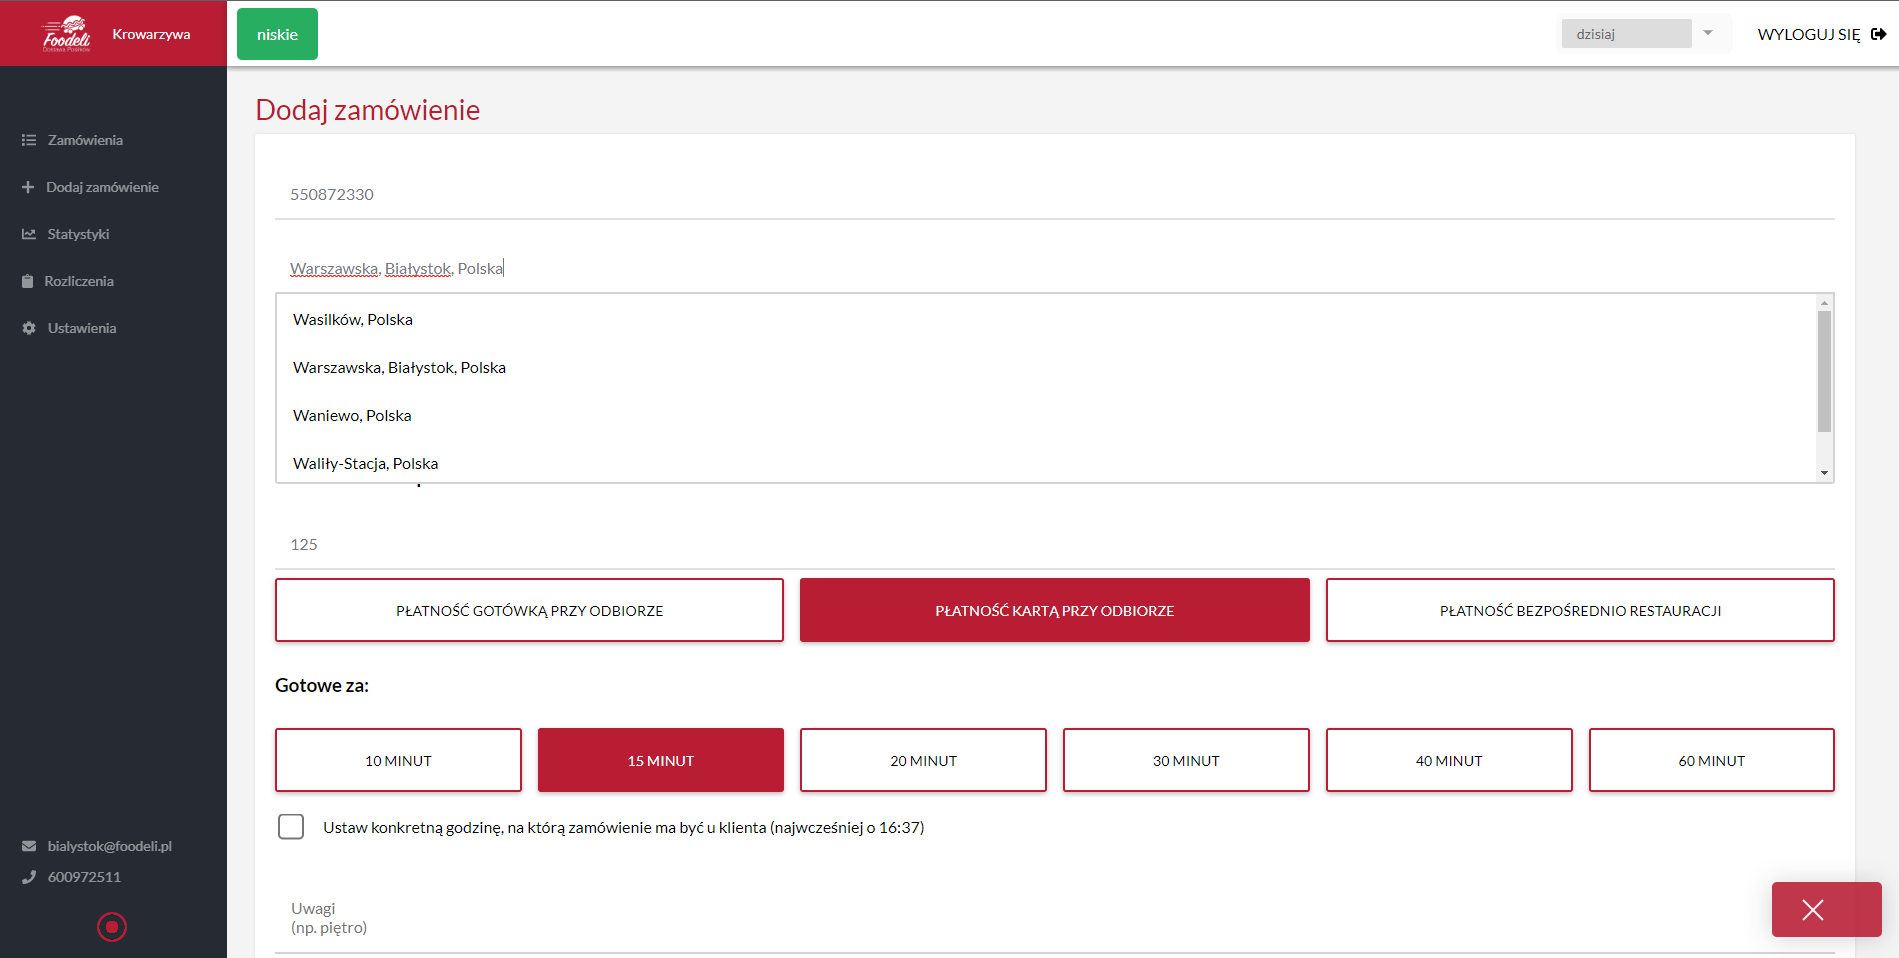 Foodeli
Dostawa Posiłków
Krowarzywa
niskie
dzisiaj
WYLOGUJ SIĘ
Zamówienia
Dodaj zamówienie
Statystyki
Rozliczenia
Ustawienia
bialystok@foodeli.pl
600972511
Dodaj zamówienie
550872330
Warszawska, Białystok, Polska
Wasilków, Polska
Warszawska, Białystok, Polska
Waniewo, Polska
Waliły-Stacja, Polska
125
PŁATNOŚĆ GOTÓWKĄ PRZY ODBIORZE
PŁATNOŚĆ KARTĄ PRZY ODBIORZE
PŁATNOŚĆ BEZPOŚREDNIO RESTAURACJI
Gotowe za:
10 MINUT
15 MINUT
20 MINUT
30 MINUT
40 MINUT
60 MINUT
Ustaw konkretną godzinę, na którą zamówienie ma być u klienta (najwcześniej o 16:37)
Uwagi
(np. piętro)